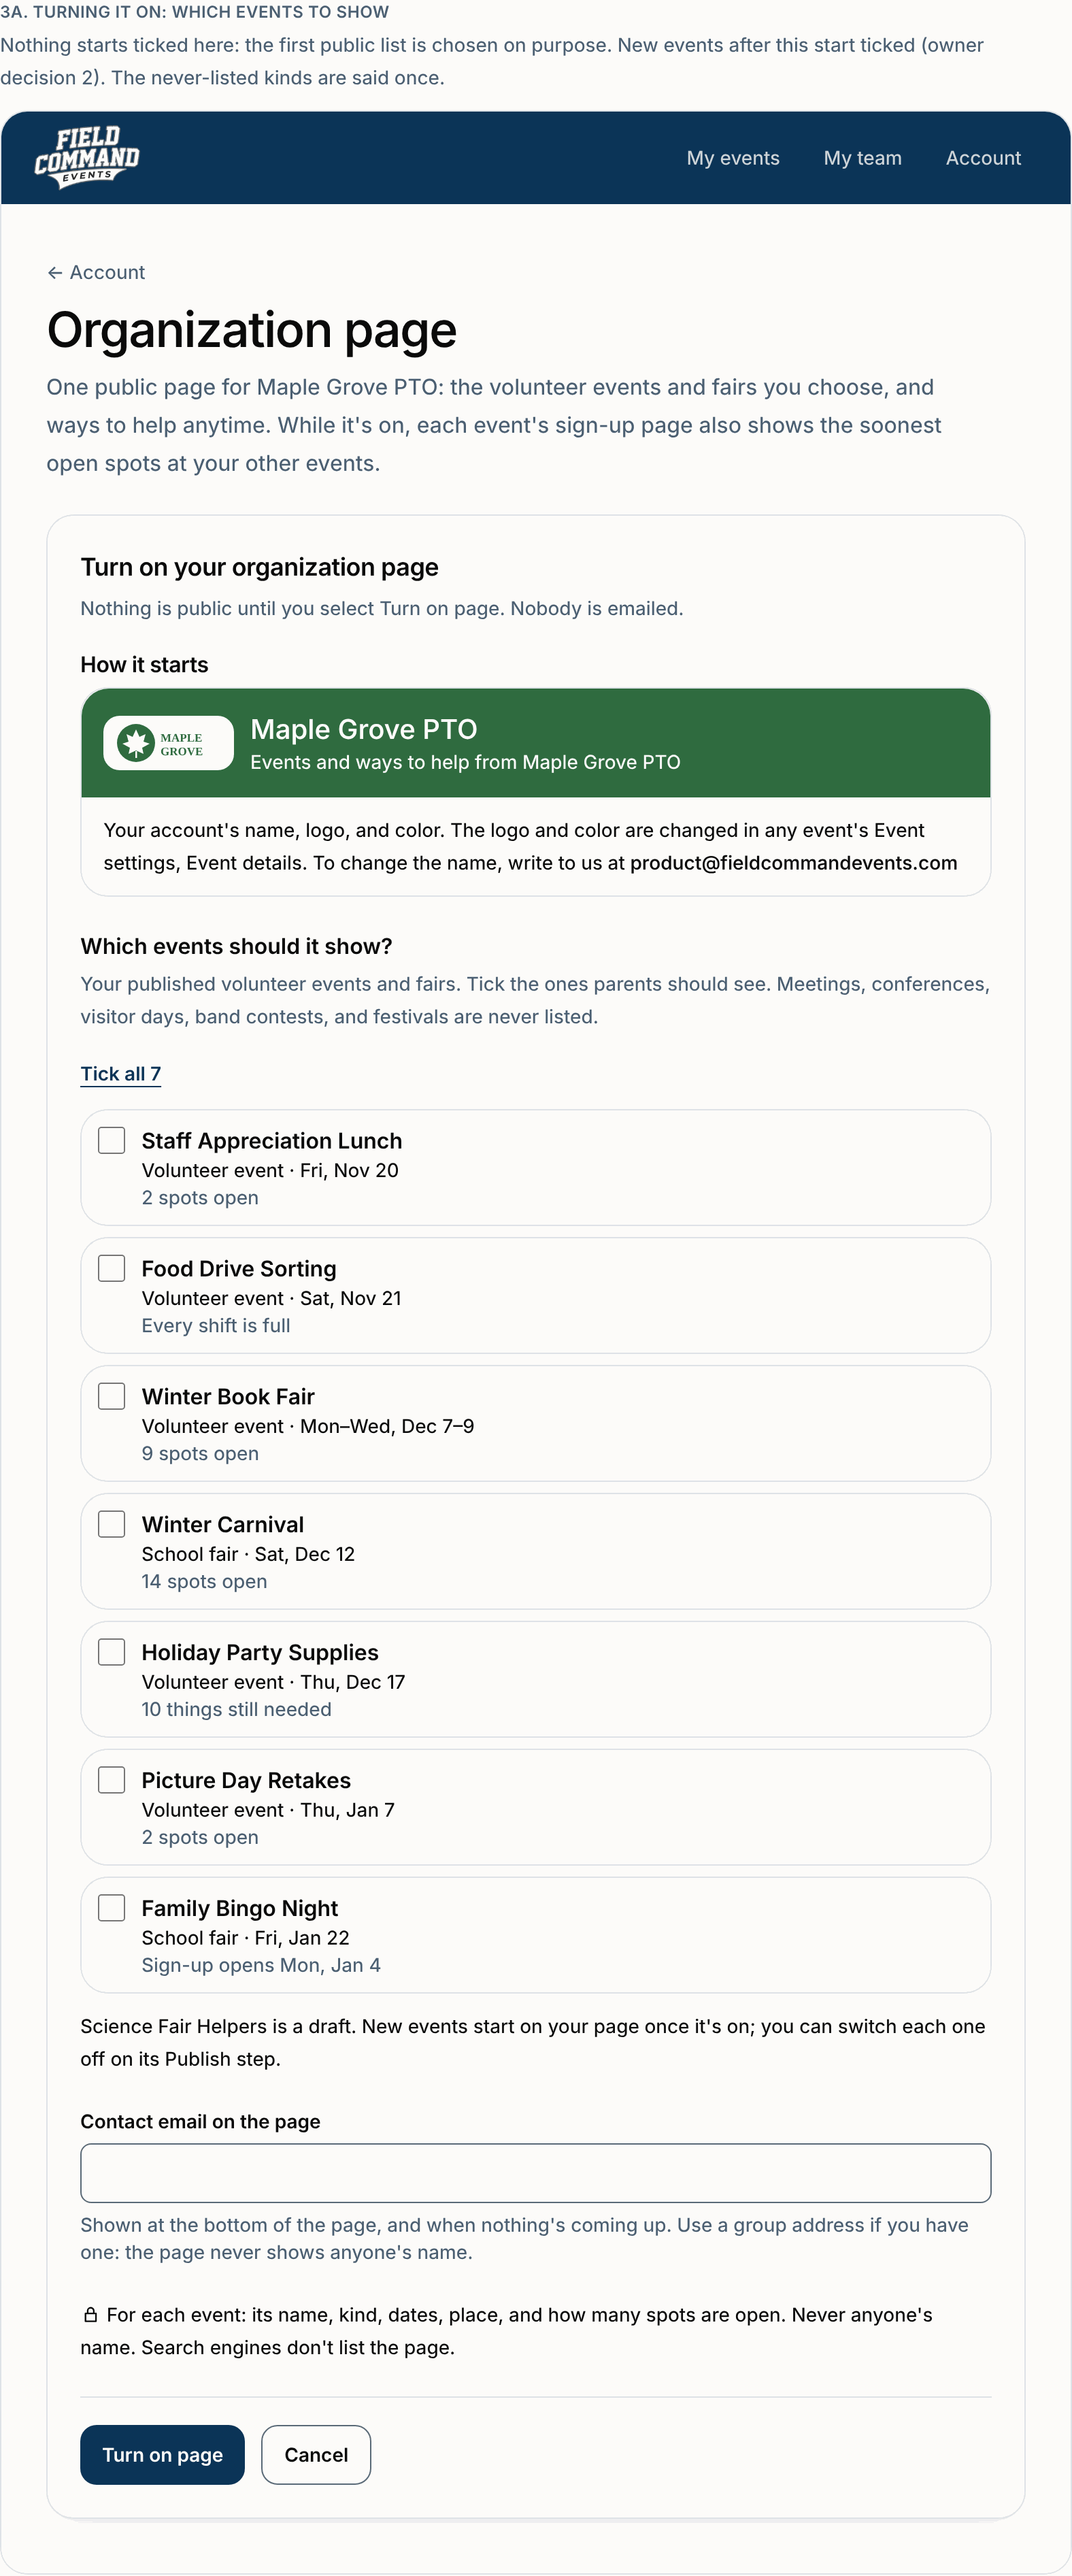 3A. TURNING IT ON: WHICH EVENTS TO SHOW
Nothing starts ticked here: the first public list is chosen on purpose. New events after this start ticked (owner
decision 2). The never-listed kinds are said once.
FIELD
COMMAND
EVENTS
My events
My team
Account
← Account
Organization page
One public page for Maple Grove PTO: the volunteer events and fairs you choose, and
ways to help anytime. While it's on, each event's sign-up page also shows the soonest
open spots at your other events.
Turn on your organization page
Nothing is public until you select Turn on page. Nobody is emailed.
How it starts
MAPLE
GROVE
Maple Grove PTO
Events and ways to help from Maple Grove PTO
Your account's name, logo, and color. The logo and color are changed in any event's Event
settings, Event details. To change the name, write to us at product@fieldcommandevents.com
Which events should it show?
Your published volunteer events and fairs. Tick the ones parents should see. Meetings, conferences,
visitor days, band contests, and festivals are never listed.
Tick all 7
Staff Appreciation Lunch
Volunteer event · Fri, Nov 20
2 spots open
Food Drive Sorting
Volunteer event · Sat, Nov 21
Every shift is full
Winter Book Fair
Volunteer event · Mon–Wed, Dec 7–9
9 spots open
Winter Carnival
School fair · Sat, Dec 12
14 spots open
Holiday Party Supplies
Volunteer event · Thu, Dec 17
10 things still needed
Picture Day Retakes
Volunteer event · Thu, Jan 7
2 spots open
Family Bingo Night
School fair · Fri, Jan 22
Sign-up opens Mon, Jan 4
Science Fair Helpers is a draft. New events start on your page once it's on; you can switch each one
off on its Publish step.
Contact email on the page
Shown at the bottom of the page, and when nothing's coming up. Use a group address if you have
one: the page never shows anyone's name.
For each event: its name, kind, dates, place, and how many spots are open. Never anyone's
name. Search engines don't list the page.
Turn on page
Cancel